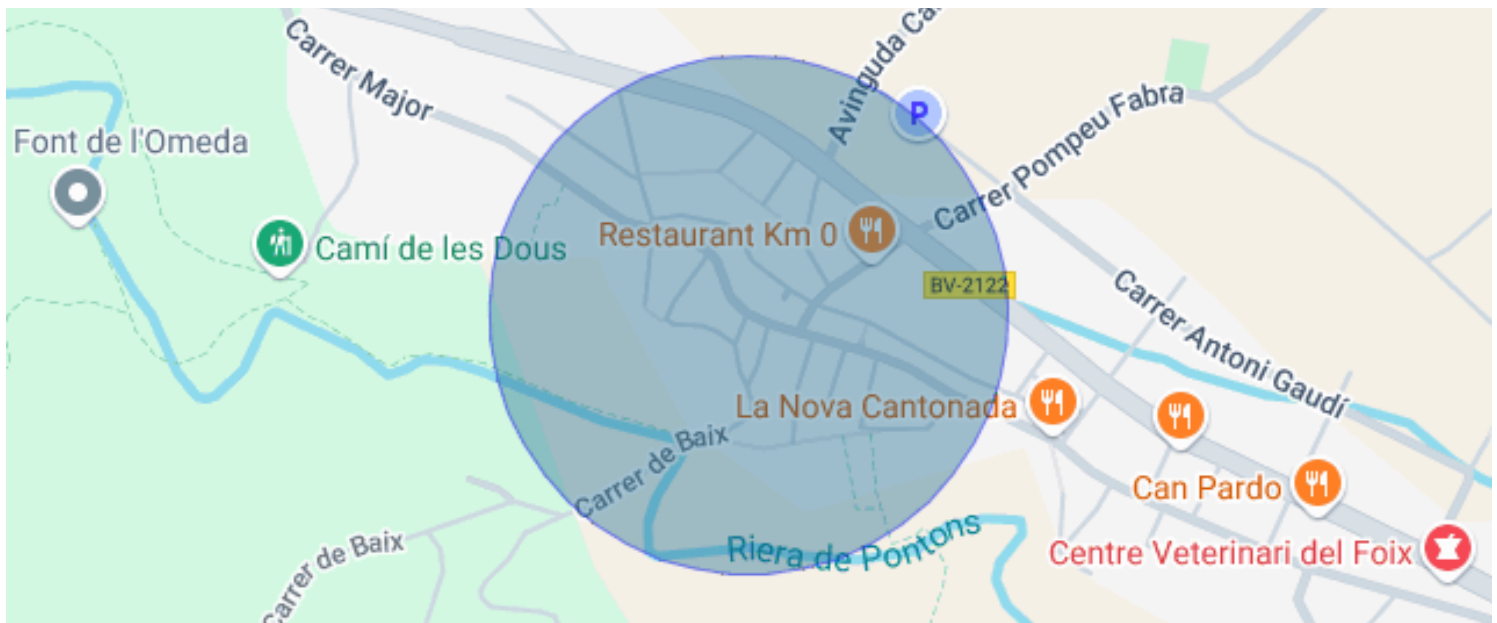 Carrer Major
Avinguda Ca
P
Carrer Pompeu Fabra
Font de l'Omeda
Camí de les Dous
Restaurant Km 0
BV-2122
Carrer Antoni Gaudí
La Nova Cantonada
Carrer de Baix
Can Pardo
Carrer de Baix
Riera de Pontons
Centre Veterinari del Foix